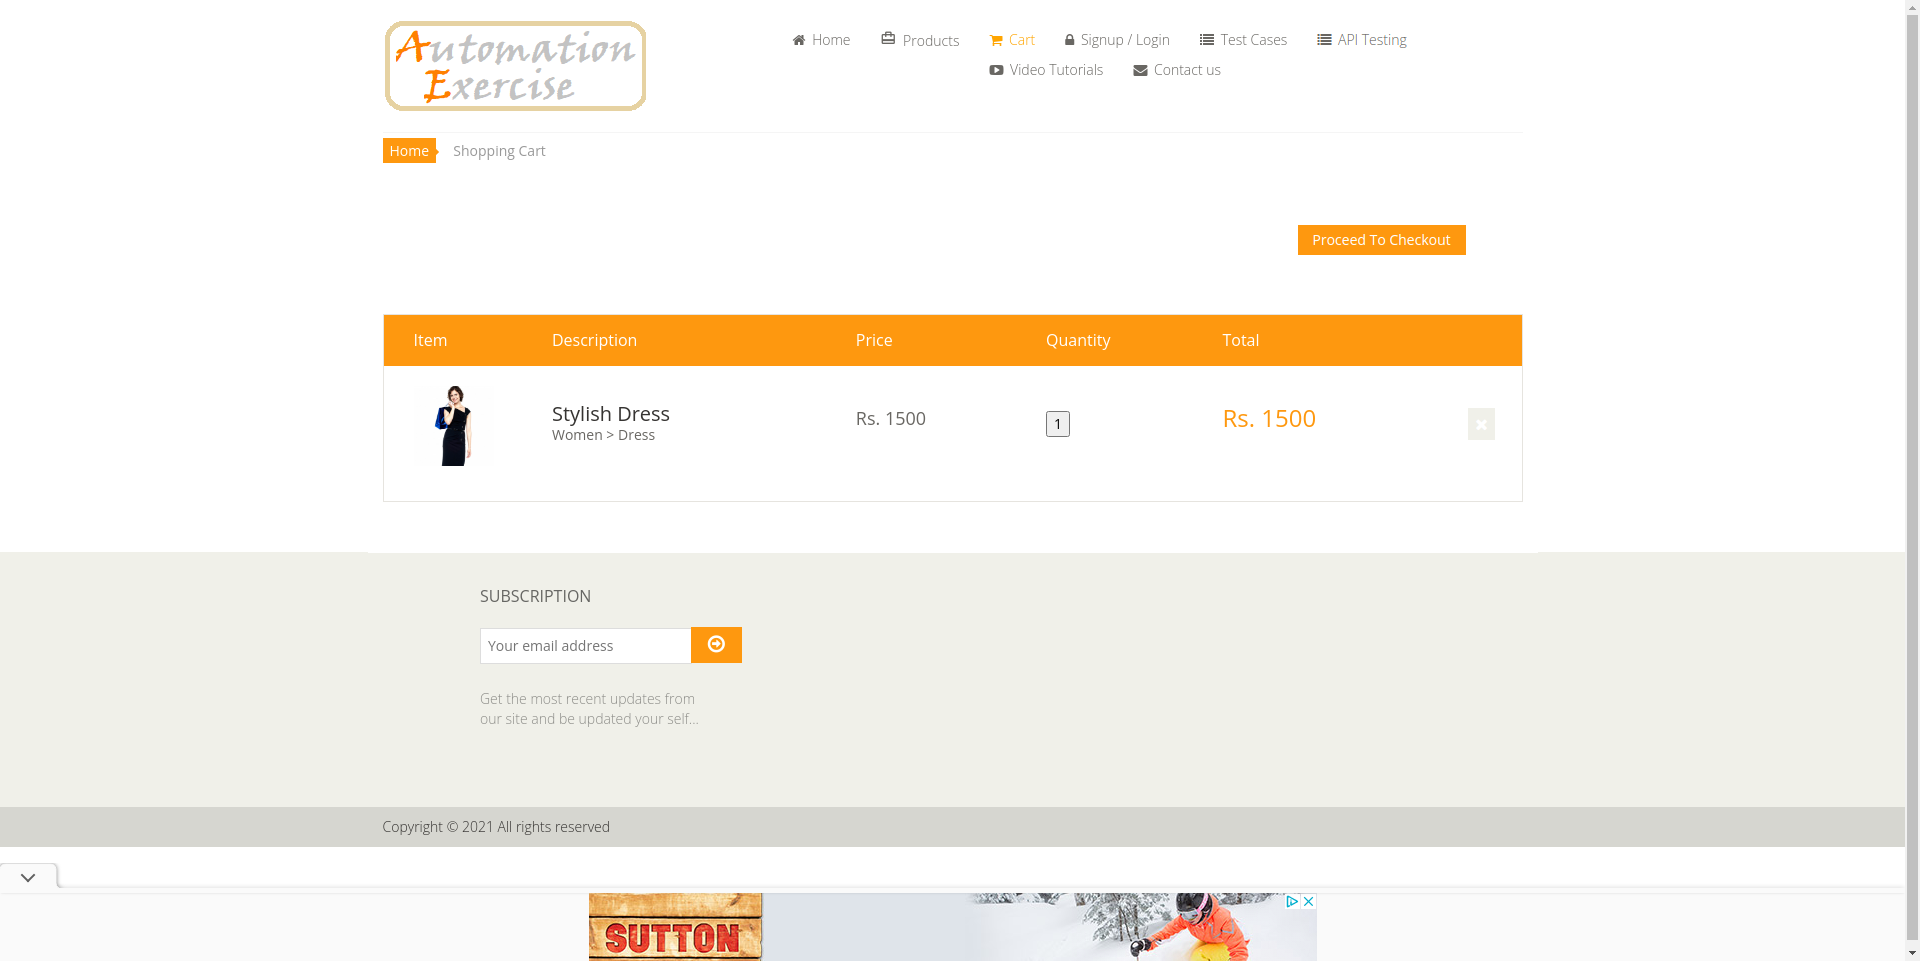 Automation
Exercise
Home
Products
Cart
Signup / Login
Test Cases
API Testing
Video Tutorials
Contact us
Home
Shopping Cart
Proceed To Checkout
Item Description Price Quantity Total
Stylish Dress
Women > Dress
Rs. 1500
1
Rs. 1500
SUBSCRIPTION
Your email address
Get the most recent updates from
our site and be updated your self...
Copyright © 2021 All rights reserved
SUTTON